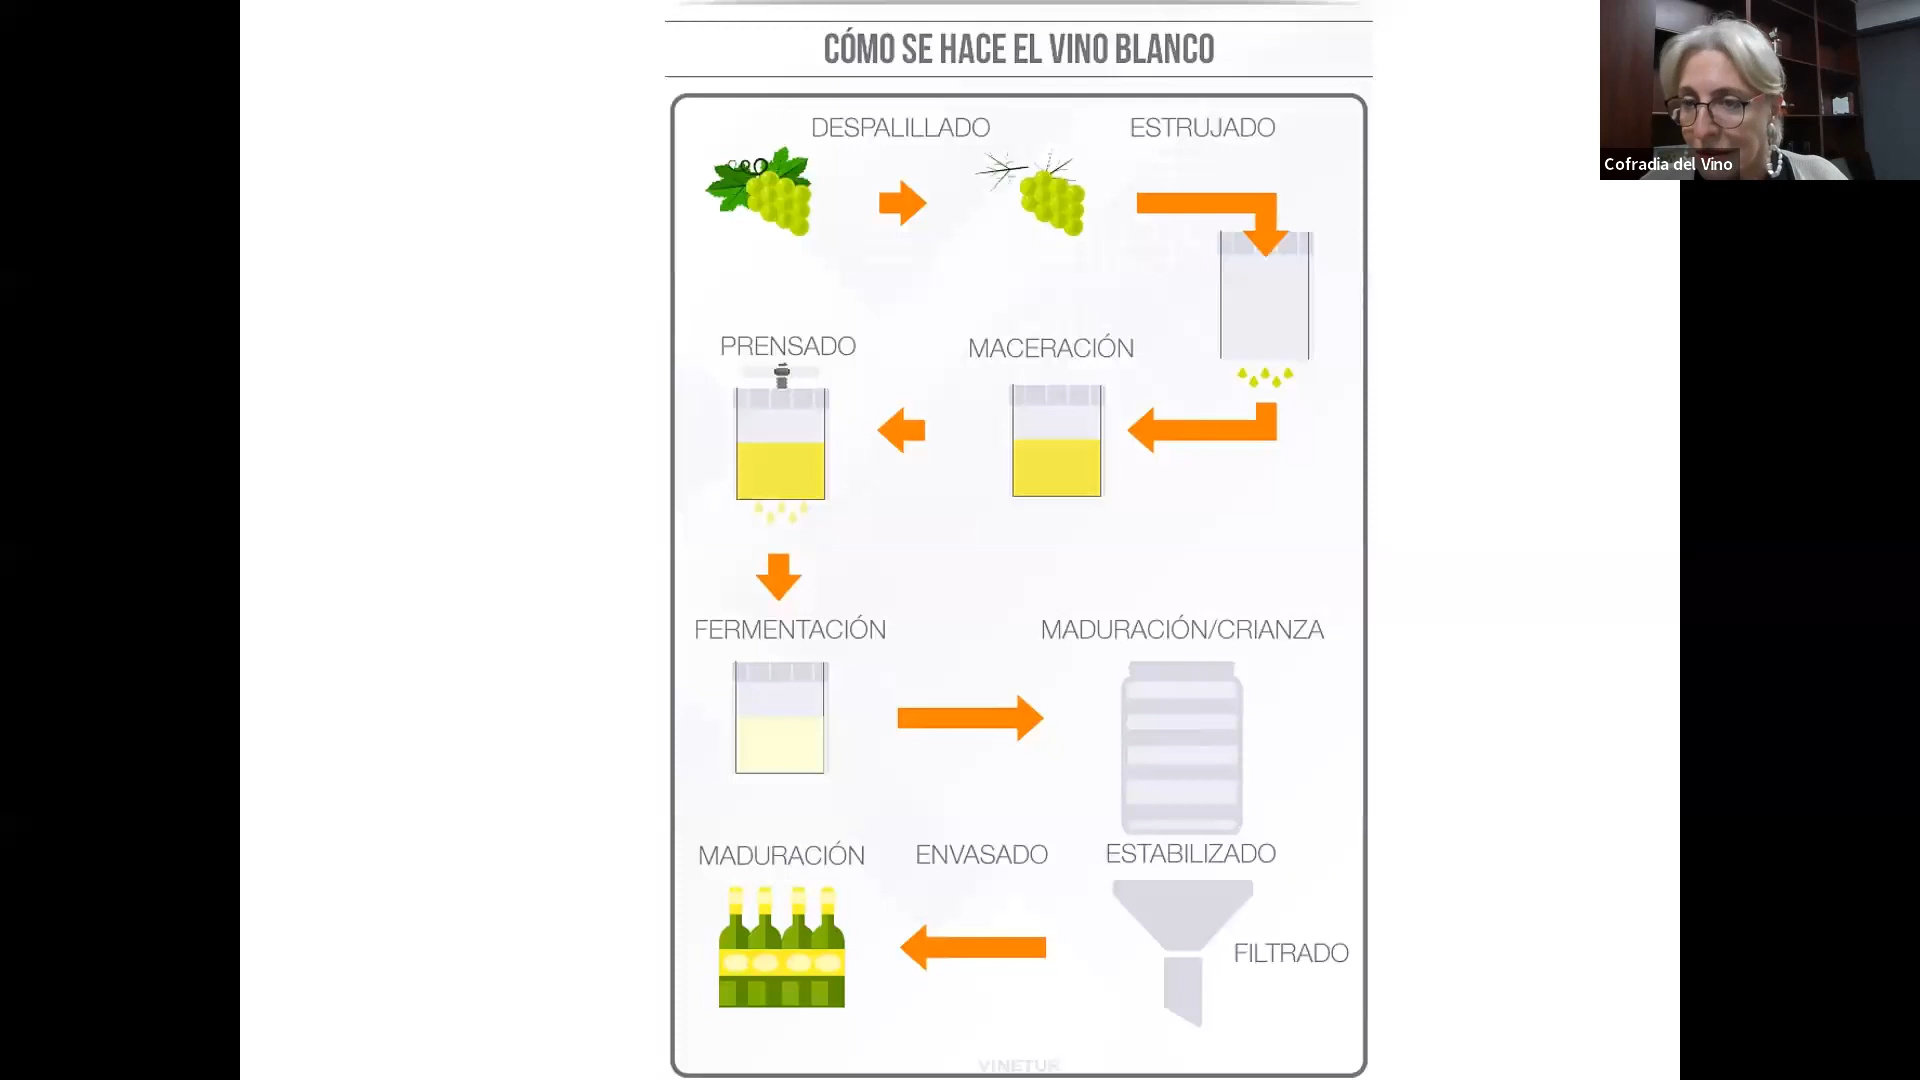 CÓMO SE HACE EL VINO BLANCO
DESPALILLADO
ESTRUJADO
PRENSADO
MACERACIÓN
FERMENTACIÓN
MADURACIÓN/CRIANZA
MADURACIÓN
ENVASADO
ESTABILIZADO
FILTRADO
VINETUR
Cofradia del Vino